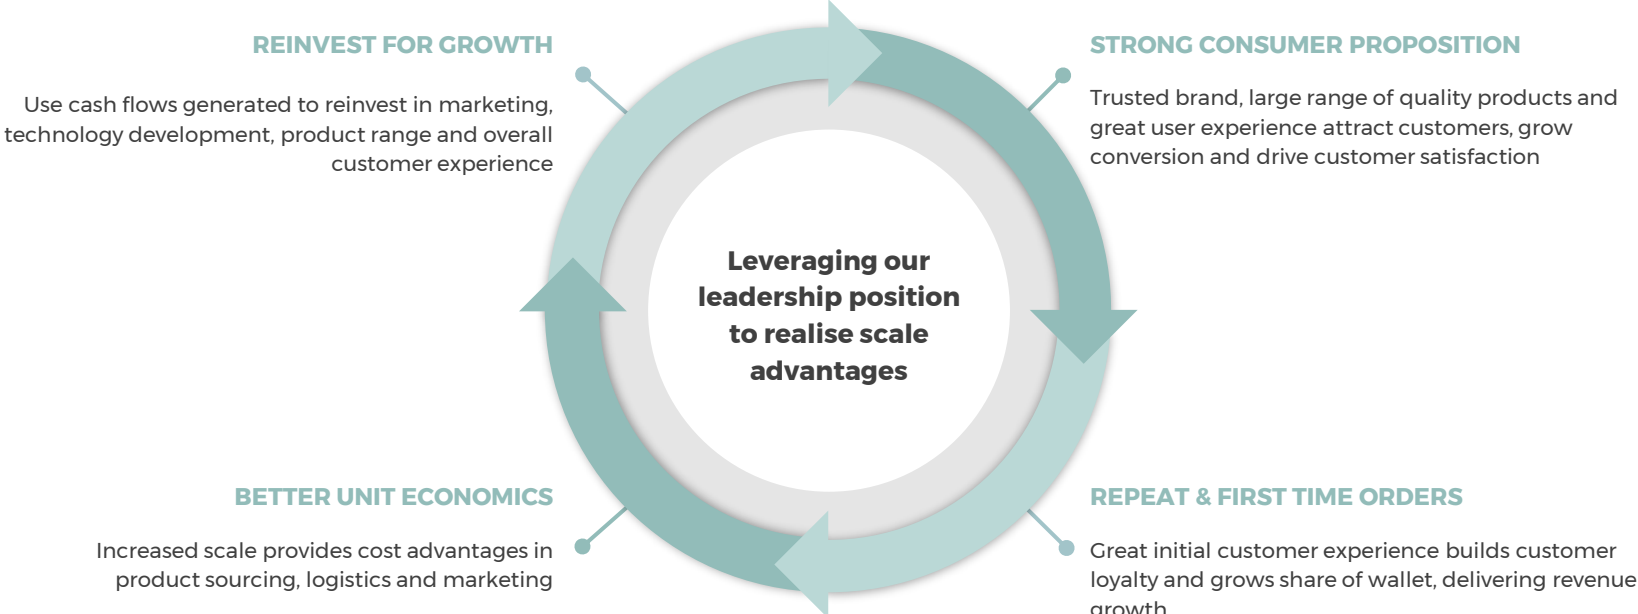 REINVEST FOR GROWTH
Use cash flows generated to reinvest in marketing,
technology development, product range and overall
customer experience
STRONG CONSUMER PROPOSITION
Trusted brand, large range of quality products and
great user experience attract customers, grow
conversion and drive customer satisfaction
Leveraging our
leadership position
to realise scale
advantages
BETTER UNIT ECONOMICS
Increased scale provides cost advantages in
product sourcing, logistics and marketing
REPEAT & FIRST TIME ORDERS
Great initial customer experience builds customer
loyalty and grows share of wallet, delivering revenue
growth